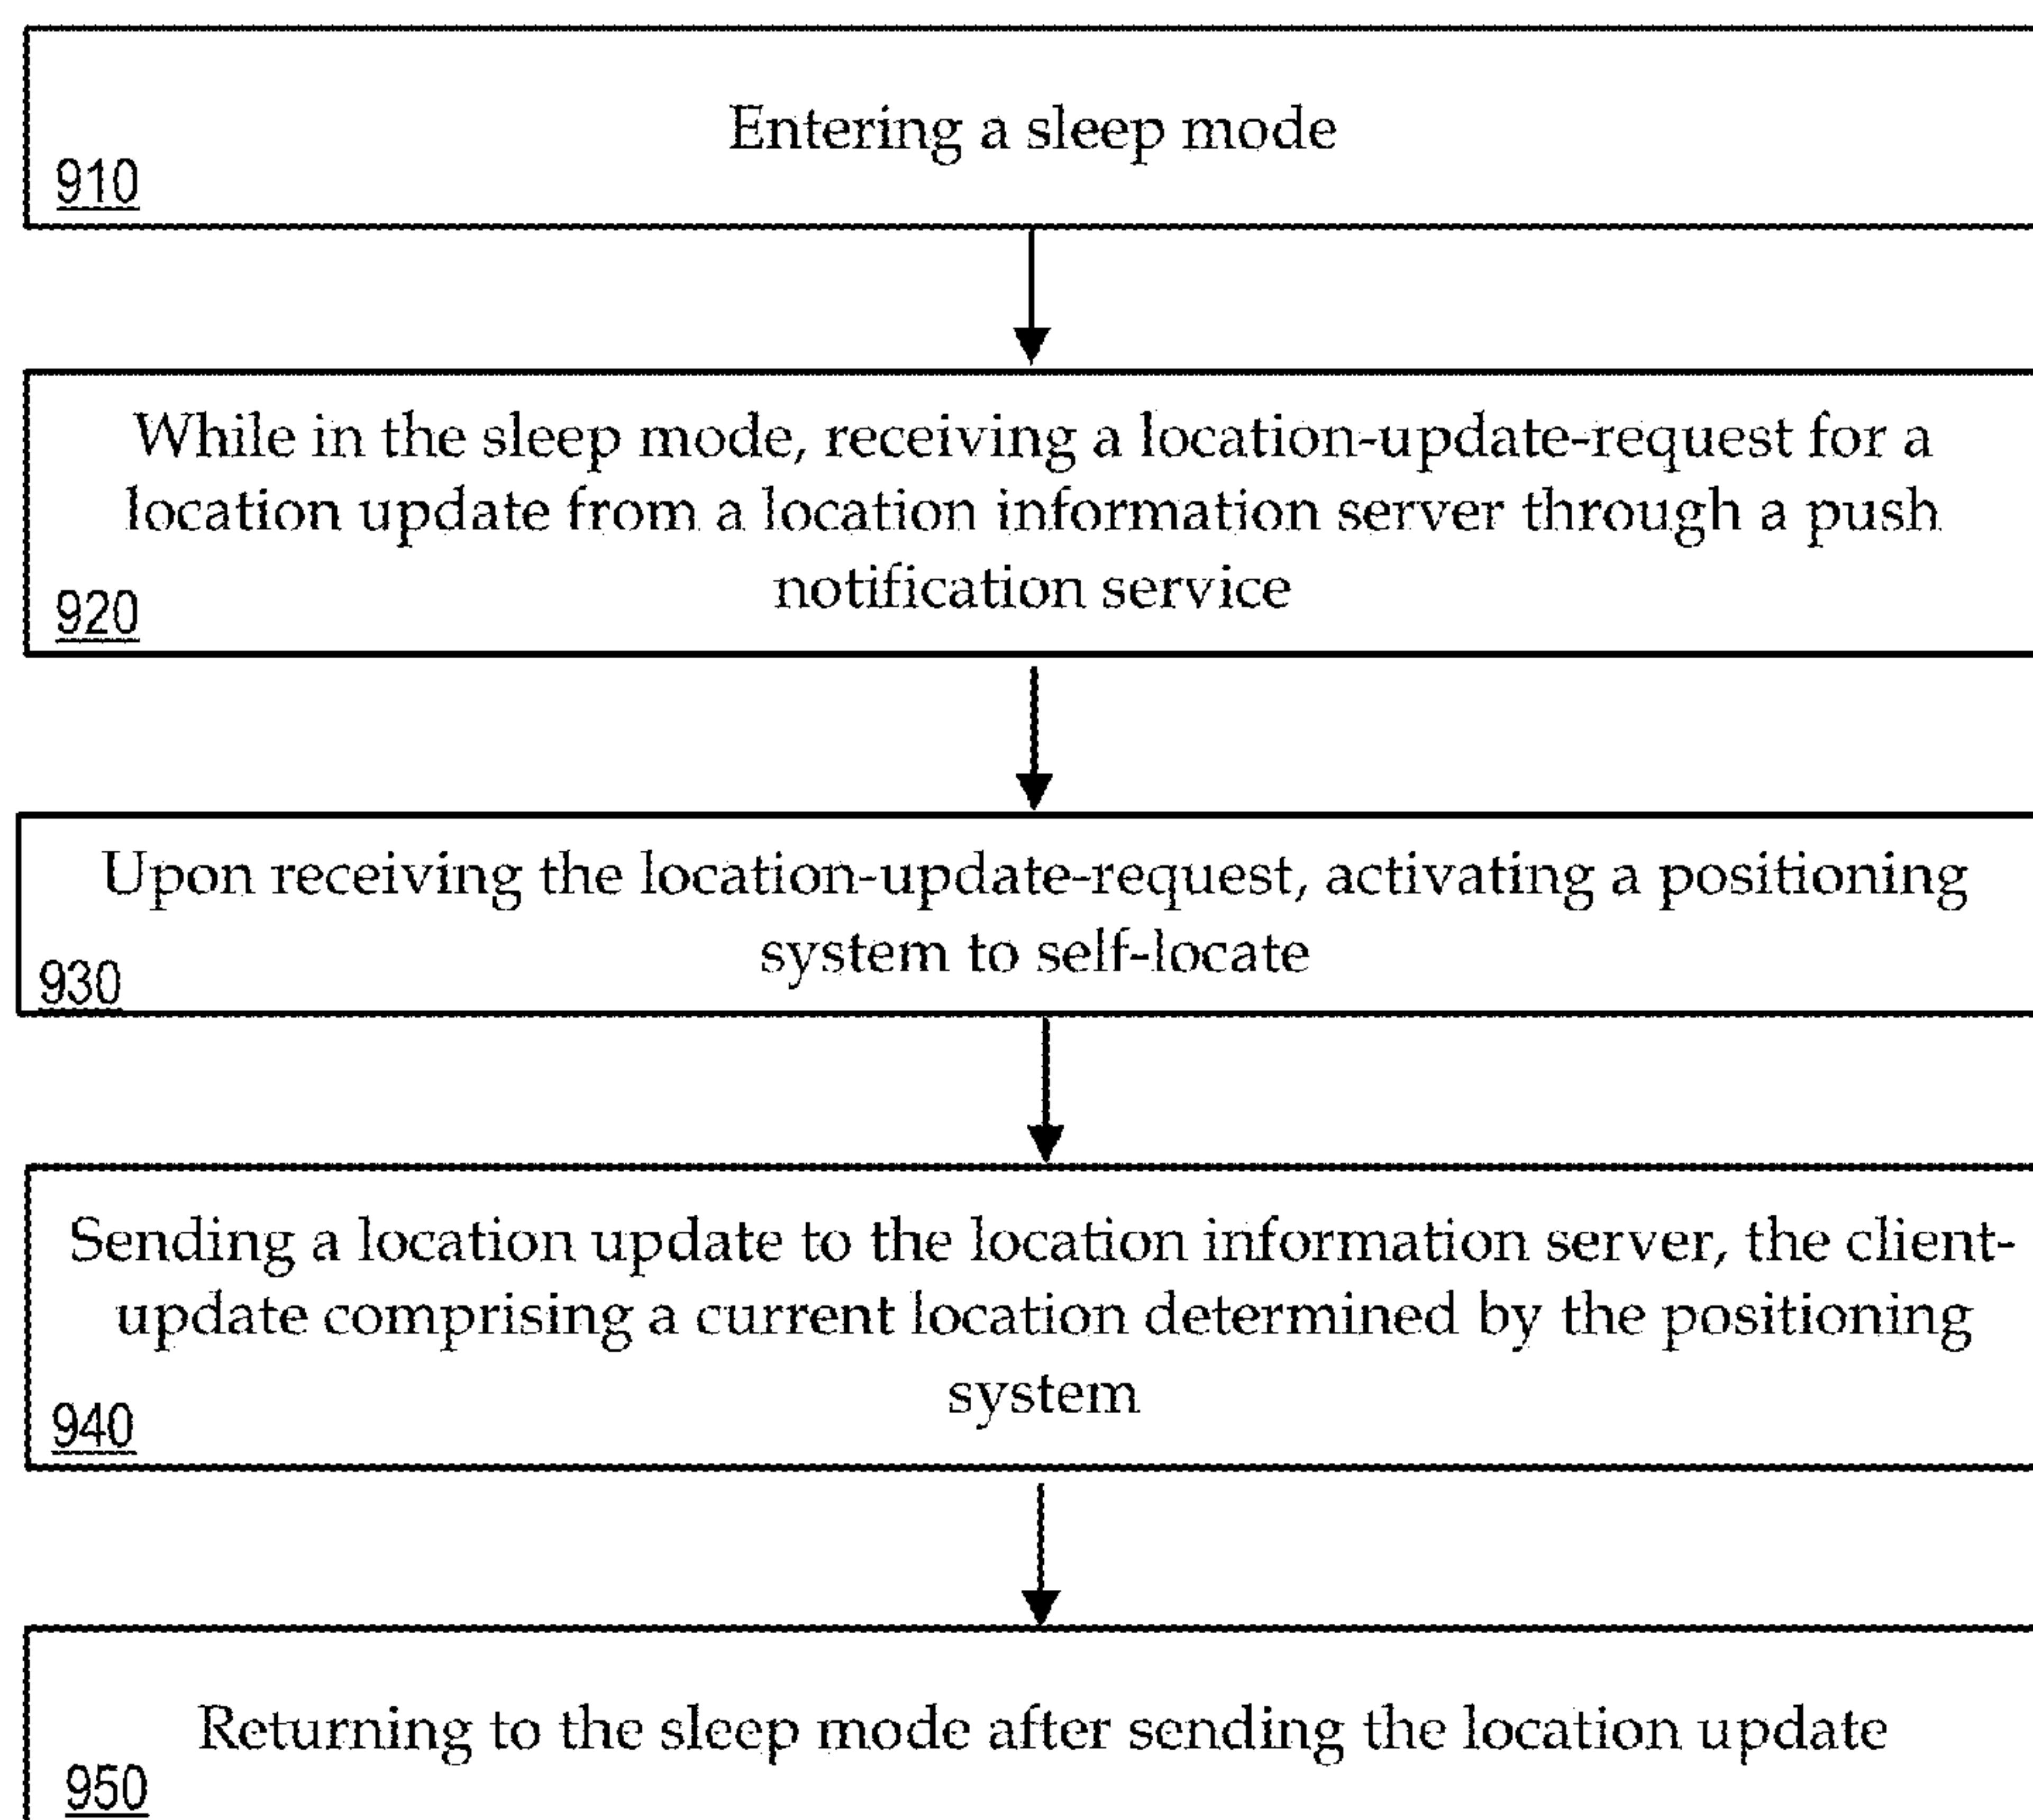 Entering a sleep mode
910
While in the sleep mode, receiving a location-update-request for a
location update from a location information server through a push
notification service
920
Upon receiving the location-update-request, activating a positioning
system to self-locate
930
Sending a location update to the location information server, the client-
update comprising a current location determined by the positioning
system
940
Returning to the sleep mode after sending the location update
950